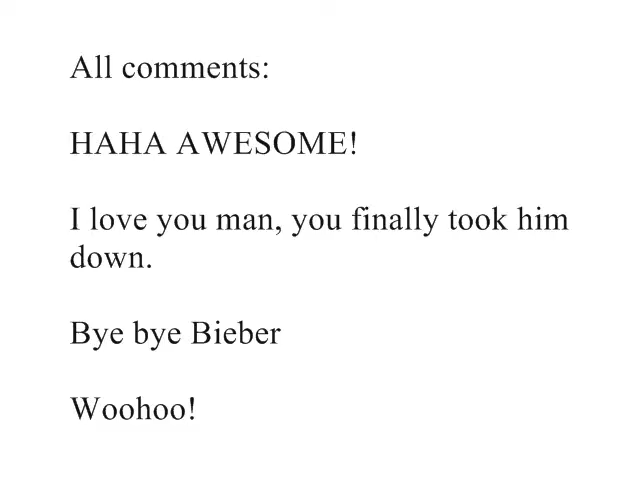 All comments:
HAHA AWESOME!
I love you man, you finally took him
down.
Bye bye Bieber
Woohoo!